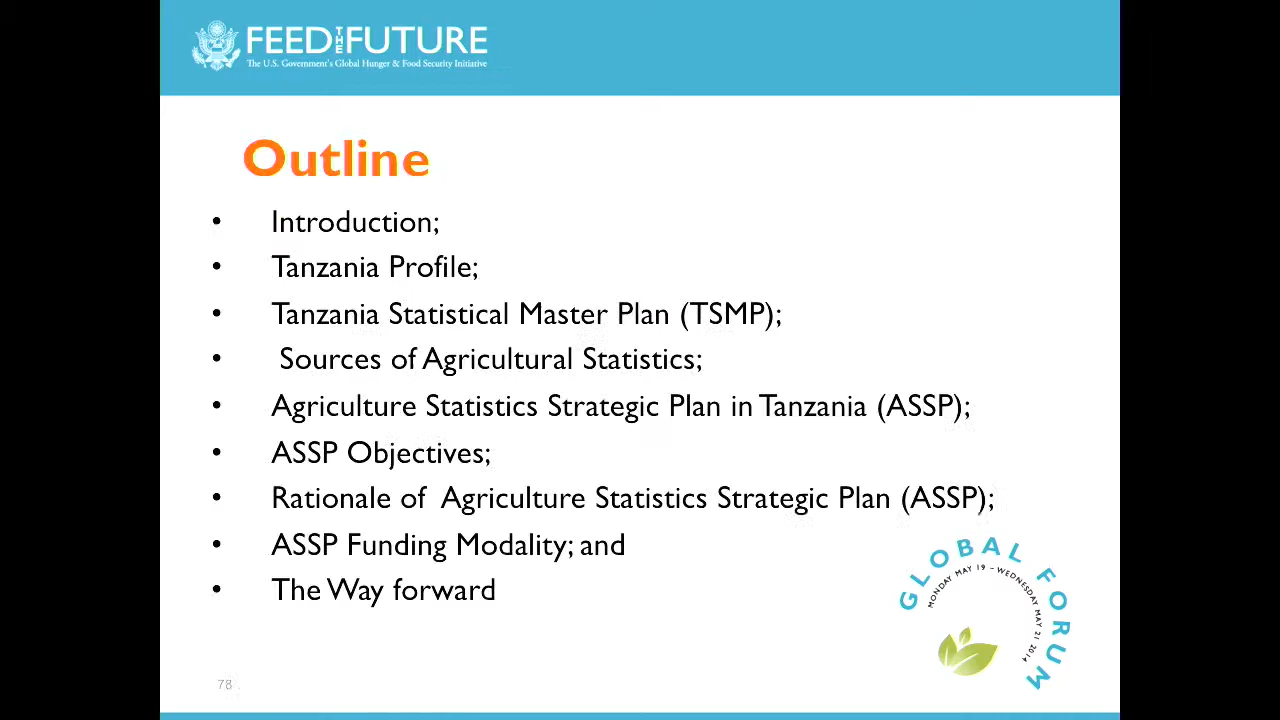 FEED THE FUTURE
The U.S. Government's Global Hunger & Food Security Initiative
Outline
• Introduction;
• Tanzania Profile;
• Tanzania Statistical Master Plan (TSMP);
• Sources of Agricultural Statistics;
• Agriculture Statistics Strategic Plan in Tanzania (ASSP);
• ASSP Objectives;
• Rationale of Agriculture Statistics Strategic Plan (ASSP);
• ASSP Funding Modality; and
• The Way forward
GLOBAL FORUM
MONDAY MAY 19 – WEDNESDAY MAY 21 2014
78